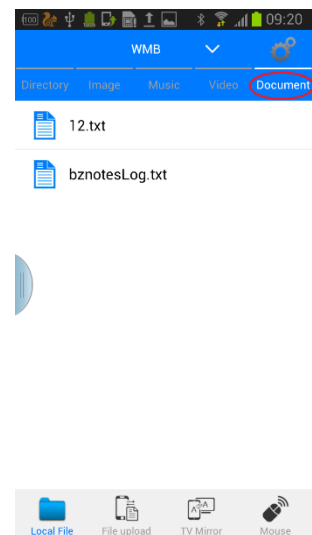 100 09:20
WMB
Directory Image Music Video Document
12.txt
bznotesLog.txt
Local File File upload TV Mirror Mouse